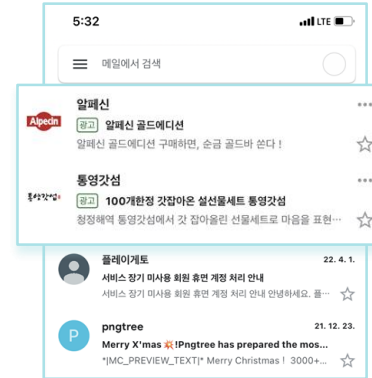 5:32
LTE
메일에서 검색
Alpecin
알페신
광고 알페신 골드에디션
알페신 골드에디션 구매하면, 순금 골드바 쏜다 !
통영갓섬
통영갓섬
광고 100개한정 갓잡아온 설선물세트 통영갓섬
청정해역 통영갓섬에서 갓 잡아올린 선물세트로 마음을 표현…
플레이게토 22. 4. 1.
서비스 장기 미사용 회원 휴면 계정 처리 안내
서비스 장기 미사용 회원 휴면 계정 처리 안내 안녕하세요. 플…
P
pngtree 21. 12. 23.
Merry X'mas 💥!Pngtree has prepared the mos...
*|MC_PREVIEW_TEXT|* Merry Christmas ! 3000+...